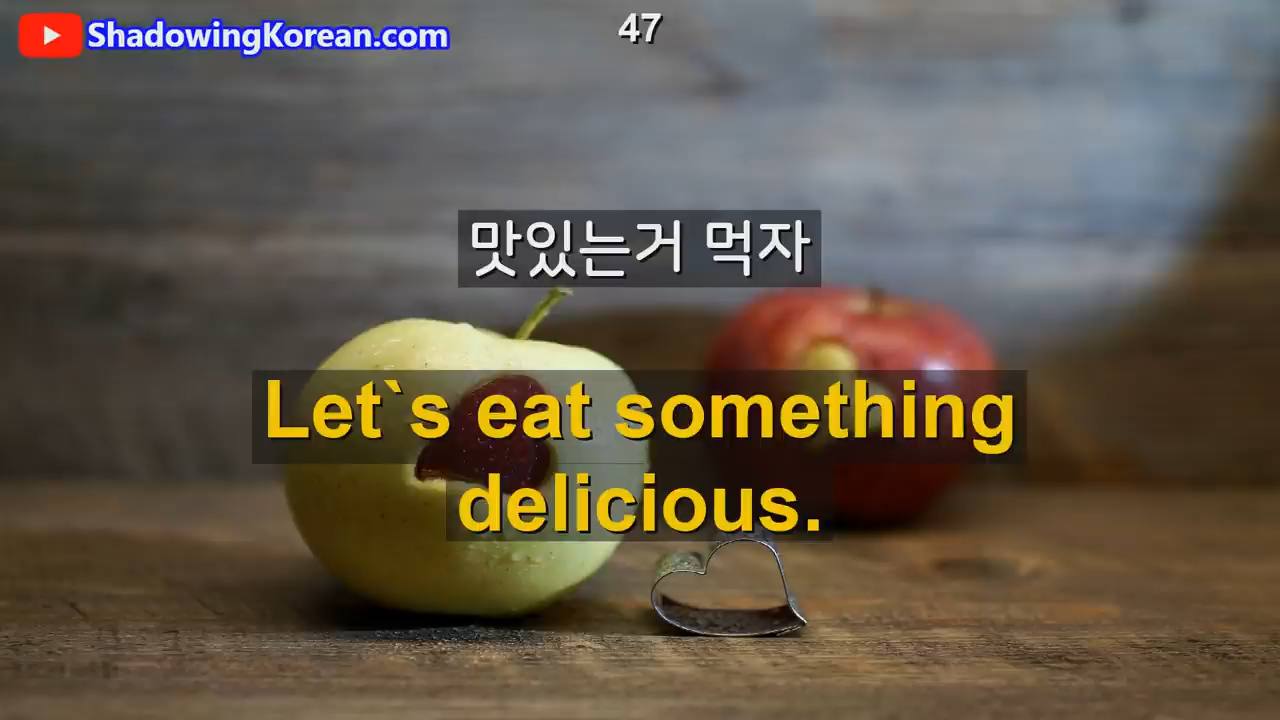 ShadowingKorean.com
47
맛있는거 먹자
Let`s eat something
delicious.